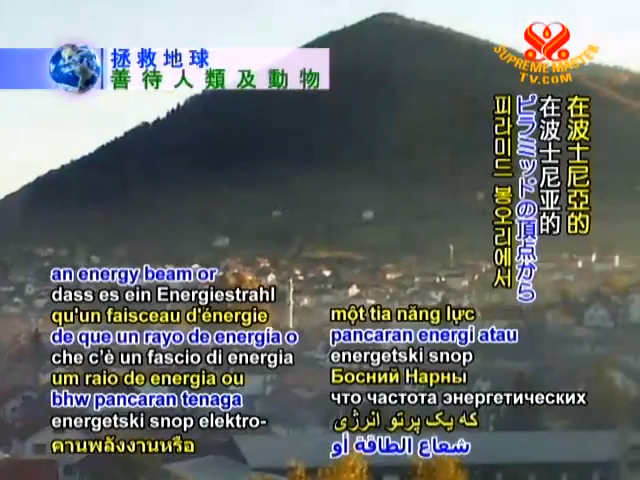 拯救地球
善待人類及動物
SUPREME MASTER
TV.COM
在波士尼亞的
在波士尼亚的
ピラミッドの頂点から
피라미드 봉오리에서
an energy beam or
dass es ein Energiestrahl
qu'un faisceau d'énergie
de que un rayo de energía o
che c'è un fascio di energia
um raio de energia ou
bhw pancaran tenaga
energetski snop elektro-
คานพลังงานหรือ
một tia năng lực
pancaran energi atau
energetski snop
Босний Нарны
что частота энергетических
که یک پرتو انرژی
شعاع الطاقة أو